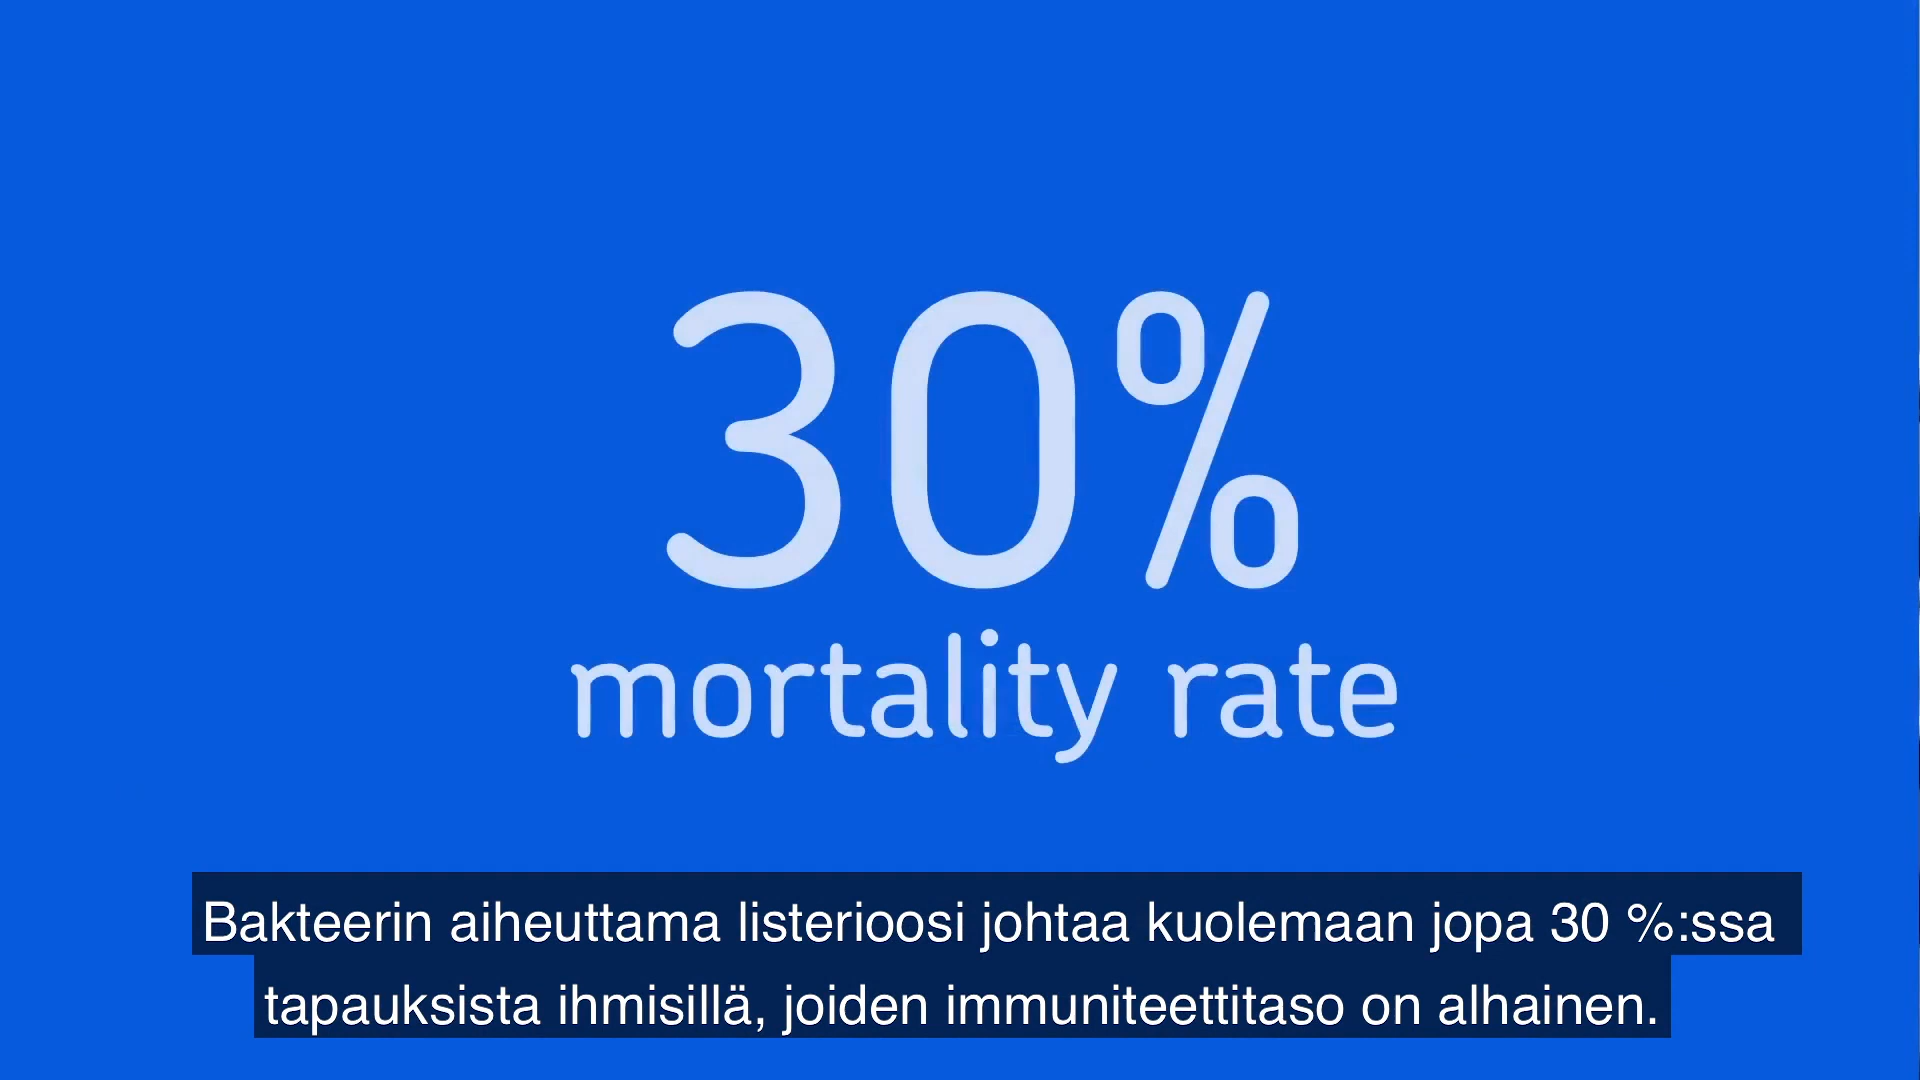 30%
mortality rate
Bakteerin aiheuttama listerioosi johtaa kuolemaan jopa 30 %:ssa
tapauksista ihmisillä, joiden immuniteettitaso on alhainen.